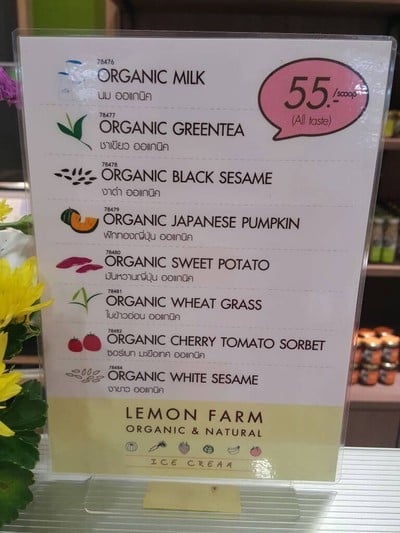 78476
ORGANIC MILK
นม ออแกนิค
55.-/scoop
(All taste)
78477
ORGANIC GREENTEA
ชาเขียว ออแกนิค
78478
ORGANIC BLACK SESAME
งาดำ ออแกนิค
78479
ORGANIC JAPANESE PUMPKIN
ฟักทองญี่ปุ่น ออแกนิค
78480
ORGANIC SWEET POTATO
มันหวานญี่ปุ่น ออแกนิค
78481
ORGANIC WHEAT GRASS
ใบข้าวอ่อน ออแกนิค
78482
ORGANIC CHERRY TOMATO SORBET
ซอร์เบท มะเขือเทศ ออแกนิค
78484
ORGANIC WHITE SESAME
งาขาว ออแกนิค
LEMON FARM
ORGANIC & NATURAL
ICE CREAM